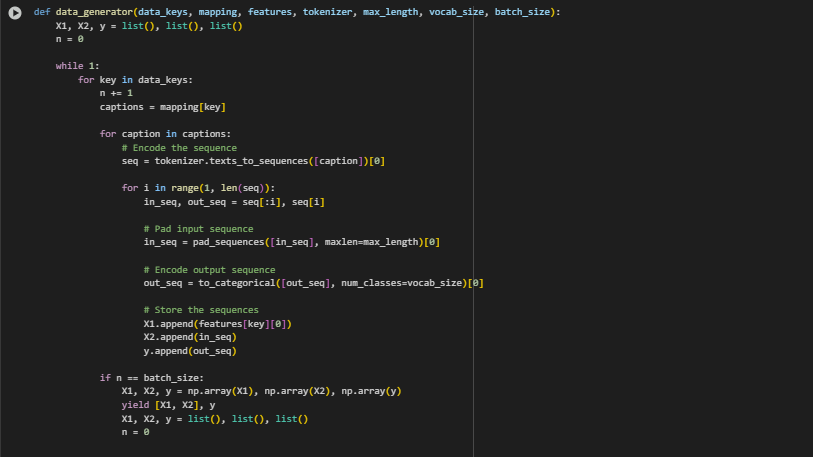 def data_generator(data_keys, mapping, features, tokenizer, max_length, vocab_size, batch_size):
    X1, X2, y = list(), list(), list()
    n = 0

    while 1:
        for key in data_keys:
            n += 1
            captions = mapping[key]

            for caption in captions:
                # Encode the sequence
                seq = tokenizer.texts_to_sequences([caption])[0]

                for i in range(1, len(seq)):
                    in_seq, out_seq = seq[:i], seq[i]

                    # Pad input sequence
                    in_seq = pad_sequences([in_seq], maxlen=max_length)[0]

                    # Encode output sequence
                    out_seq = to_categorical([out_seq], num_classes=vocab_size)[0]

                    # Store the sequences
                    X1.append(features[key][0])
                    X2.append(in_seq)
                    y.append(out_seq)

            if n == batch_size:
                X1, X2, y = np.array(X1), np.array(X2), np.array(y)
                yield [X1, X2], y
                X1, X2, y = list(), list(), list()
                n = 0